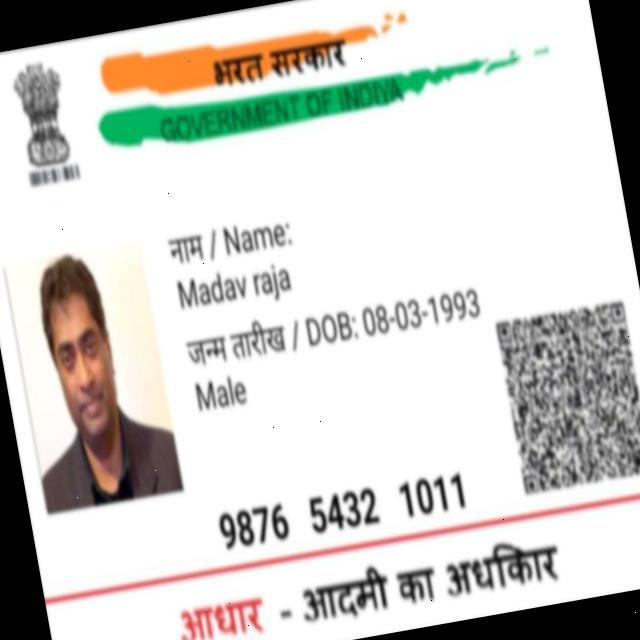 भरत सरकार
GOVERNMENT OF INDIYA
नाम / Name:
Madav raja
जन्म तारीख / DOB: 08-03-1993
Male
9876 5432 1011
आधार - आदमी का अधकिार